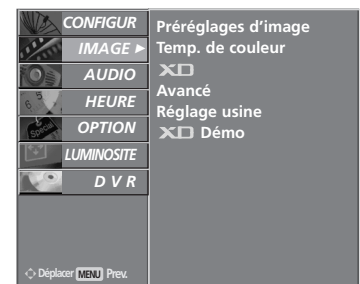 CONFIGUR
IMAGE ►
AUDIO
HEURE
OPTION
LUMINOSITE
D V R
Préréglages d'image
Temp. de couleur
XD
Avancé
Réglage usine
XD Démo
Déplacer MENU Prev.